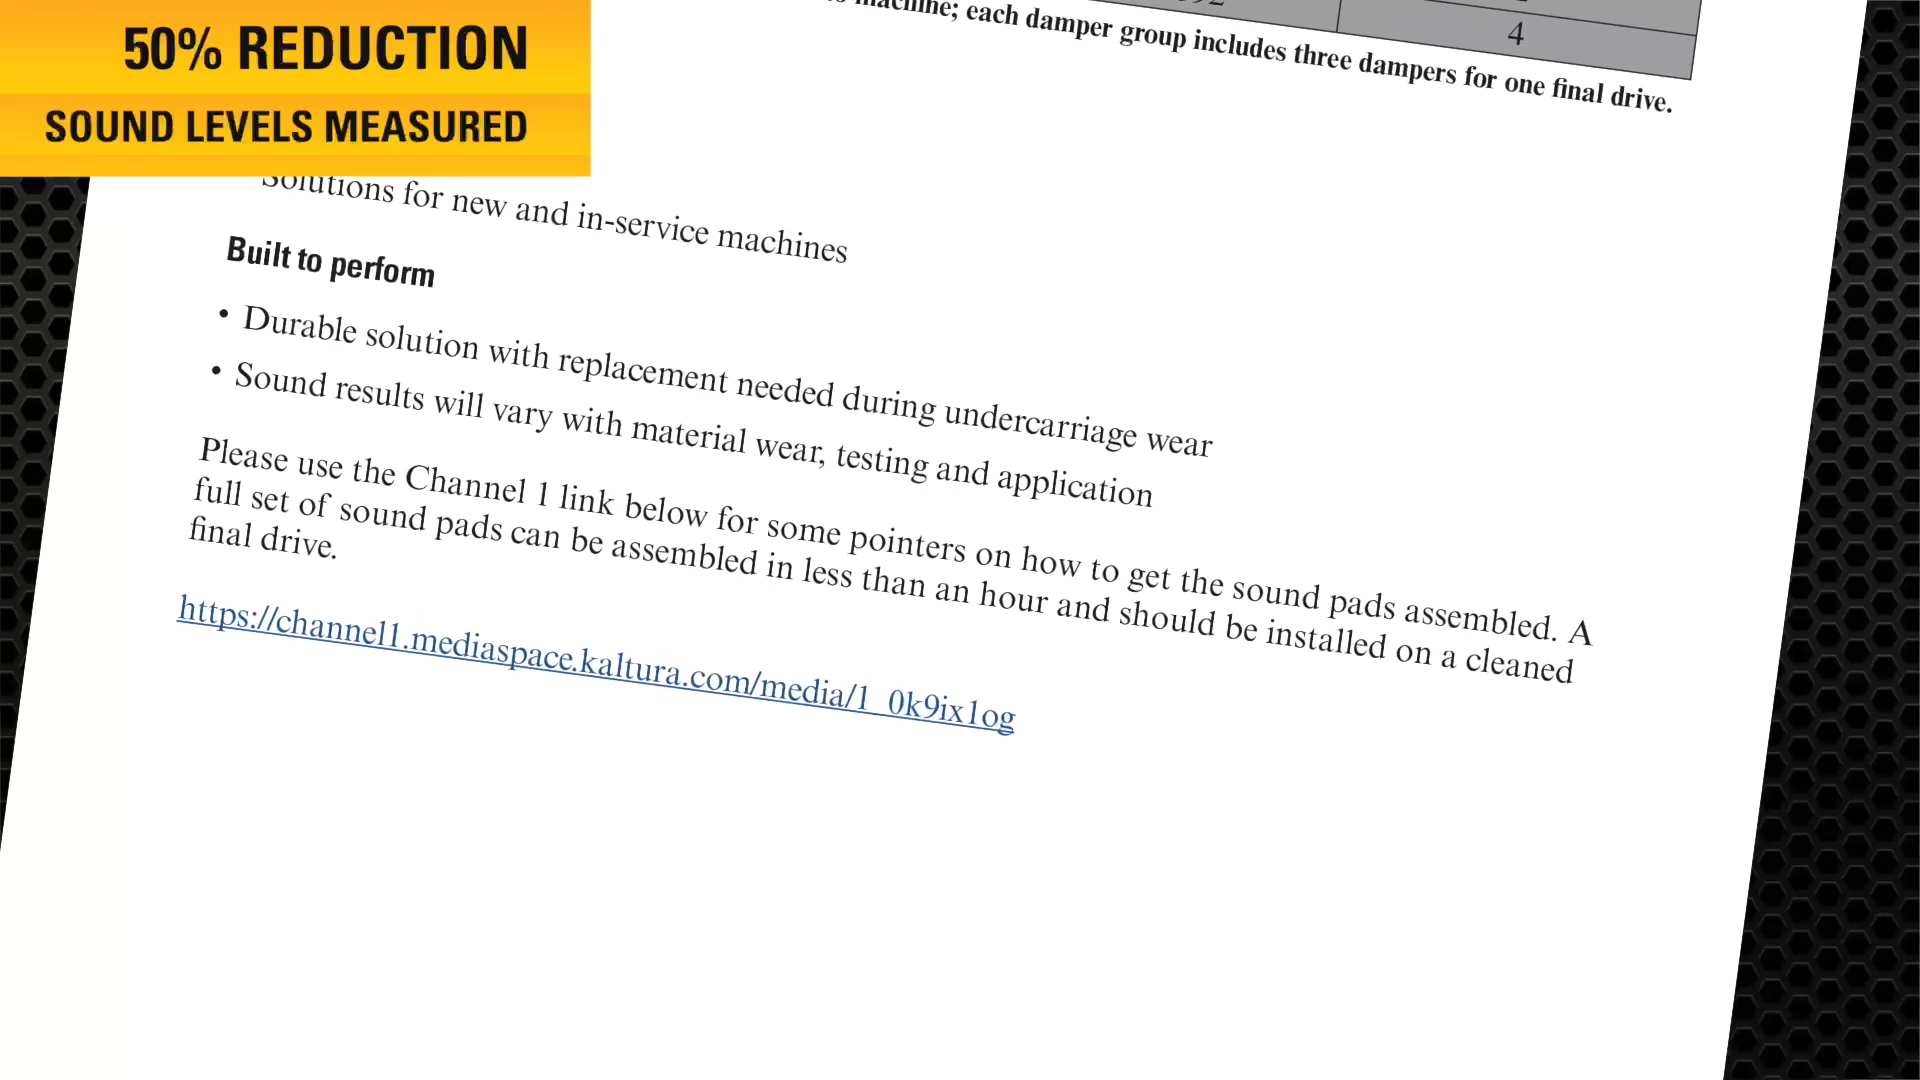 50% REDUCTION
SOUND LEVELS MEASURED
4
machine; each damper group includes three dampers for one final drive.
Solutions for new and in-service machines
Built to perform
• Durable solution with replacement needed during undercarriage wear
• Sound results will vary with material wear, testing and application
Please use the Channel 1 link below for some pointers on how to get the sound pads assembled. A
full set of sound pads can be assembled in less than an hour and should be installed on a cleaned
final drive.
https://channel1.mediaspace.kaltura.com/media/1_0k9ix1og